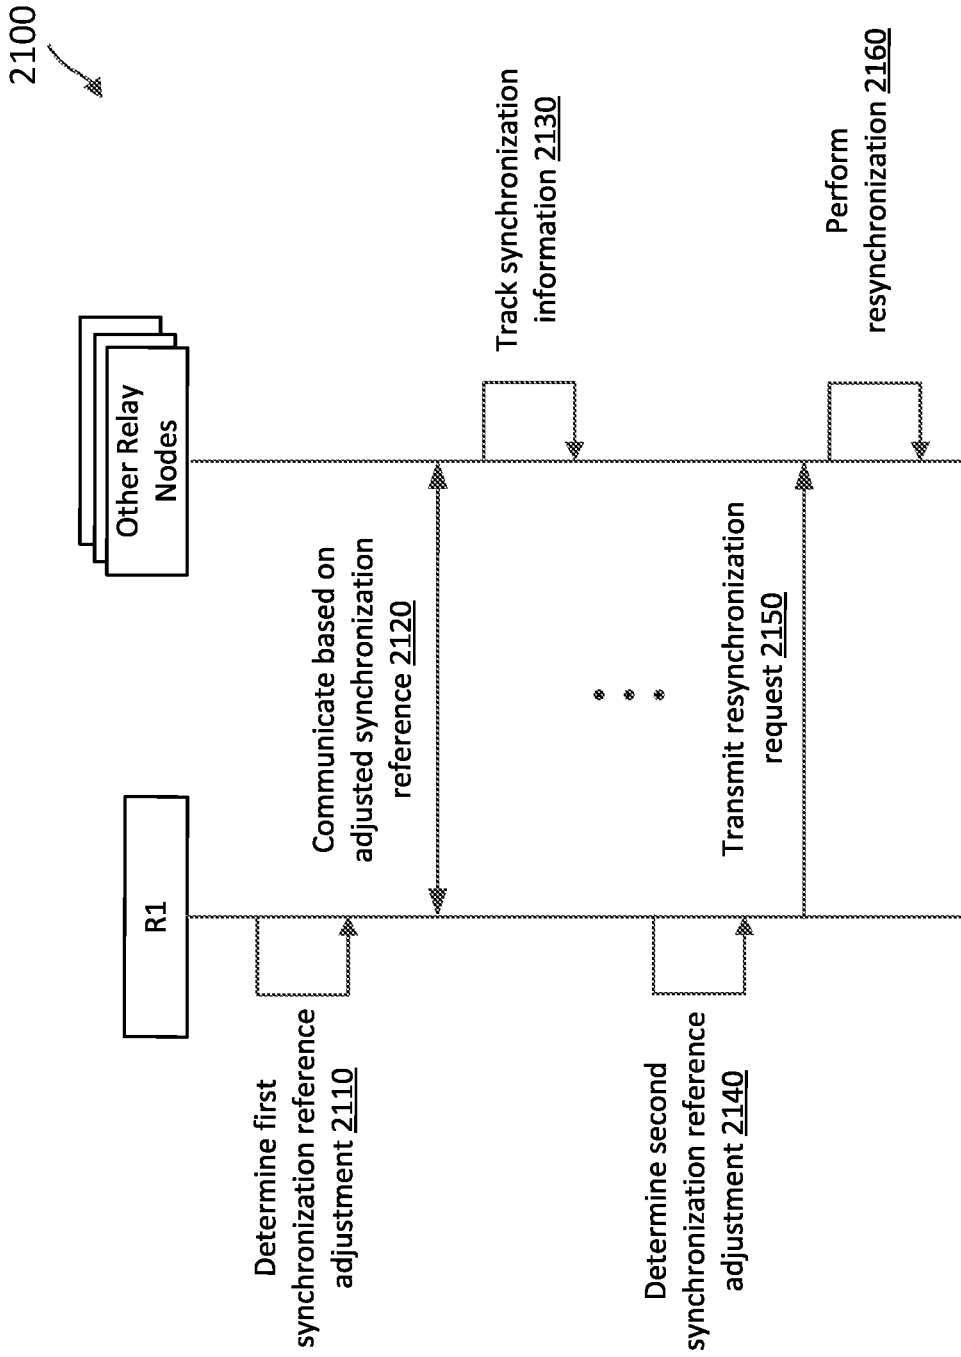 2100
R1
Other Relay
Nodes
Determine first
synchronization reference
adjustment 2110
Communicate based on
adjusted synchronization
reference 2120
Track synchronization
information 2130
Determine second
synchronization reference
adjustment 2140
Transmit resynchronization
request 2150
Perform
resynchronization 2160